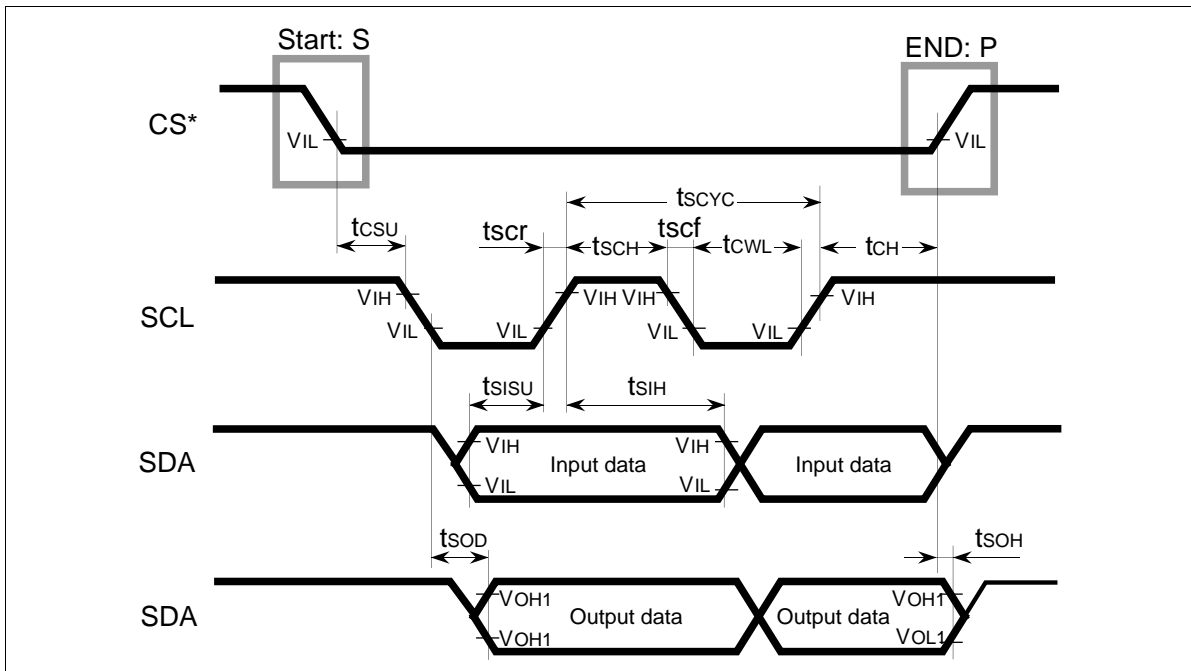 Start: S
END: P
CS*
VIL
VIL
tSCYC
tCSU
tscr
tSCH
tscf
tCWL
tCH
SCL
VIH
VIL
VIL
VIH
VIH
VIL
VIL
VIH
tSISU
tSIH
SDA
VIH
VIL
Input data
VIH
VIL
Input data
tSOD
tSOH
SDA
VOH1
VOH1
Output data
Output data
VOH1
VOL1